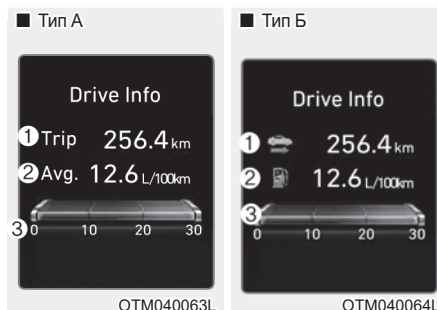 ■ Тип А
Drive Info
1 Trip 256.4 km
2 Avg. 12.6 L/100km
3 0 10 20 30
OTM040063L
■ Тип Б
Drive Info
1 256.4 km
2 12.6 L/100km
3
0 10 20 30
OTM040064L